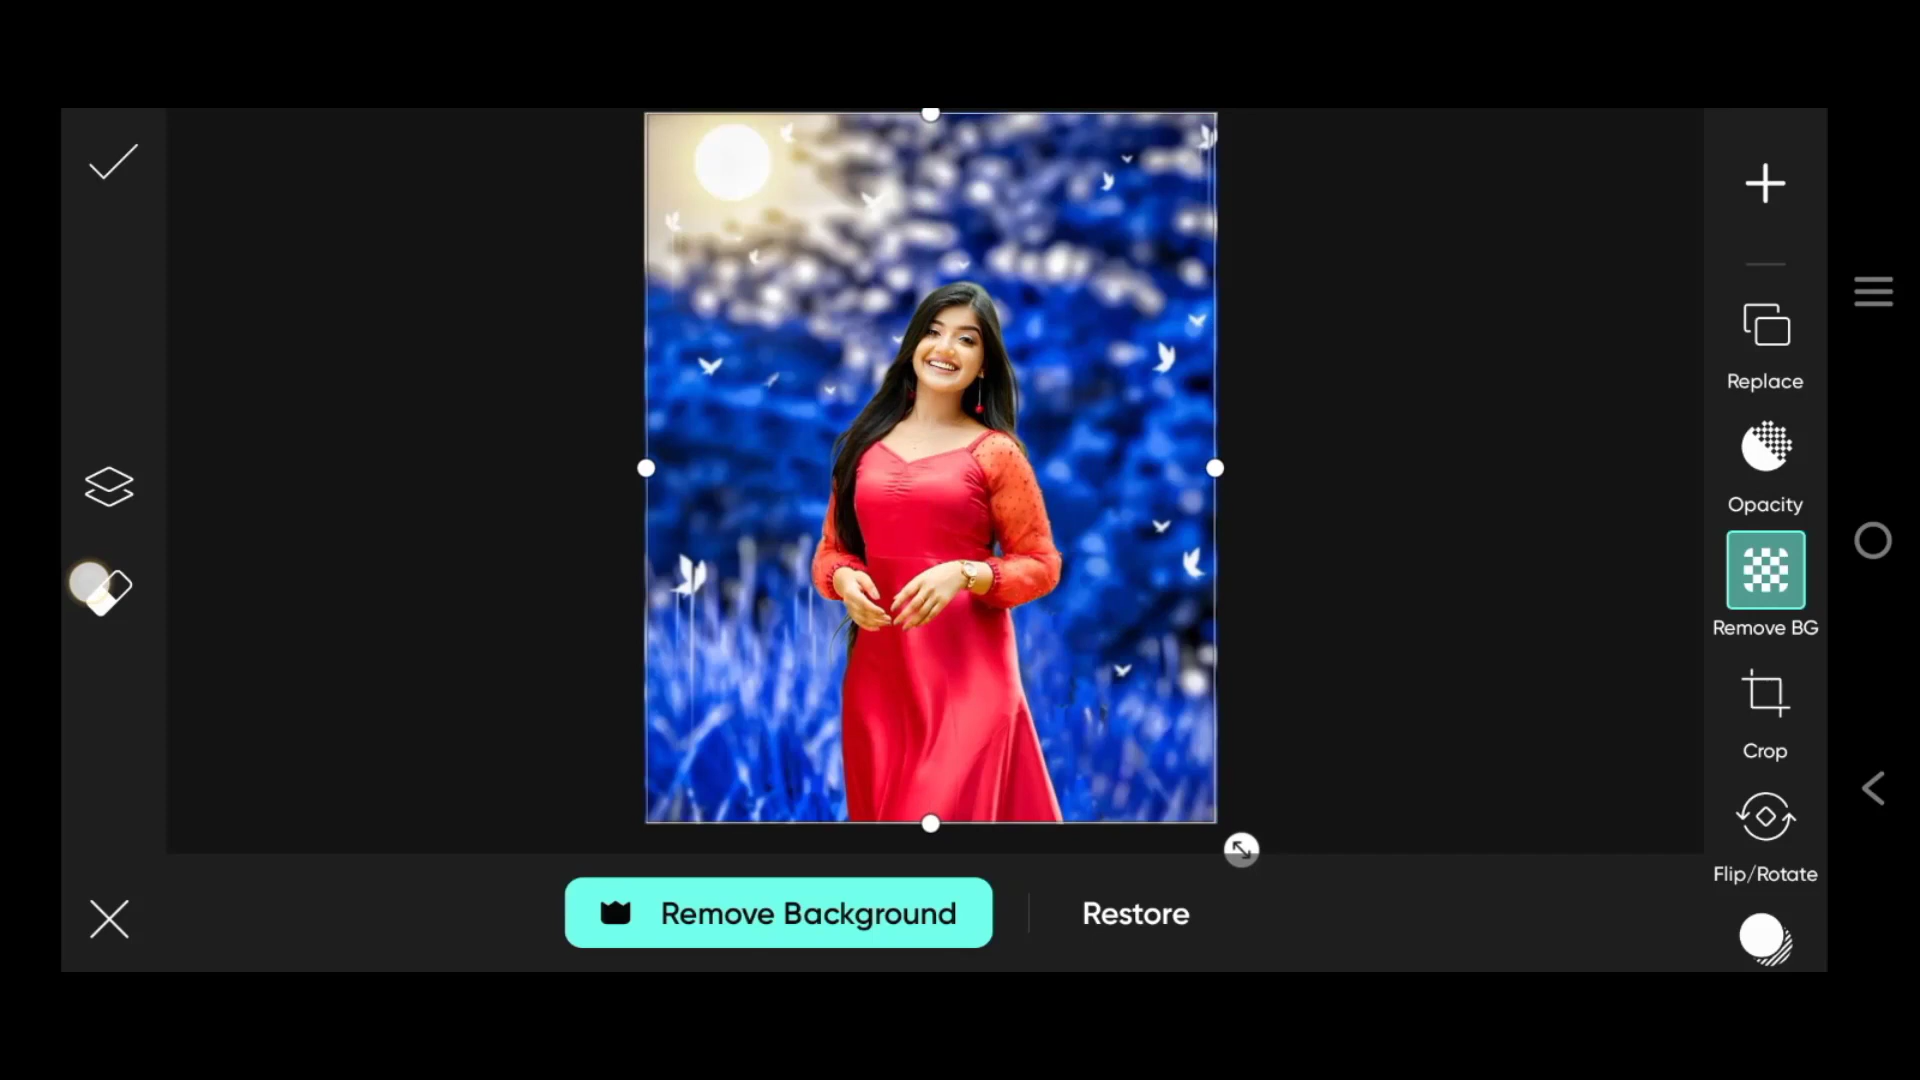 Replace
Opacity
Remove BG
Crop
Flip/Rotate
Remove Background
Restore